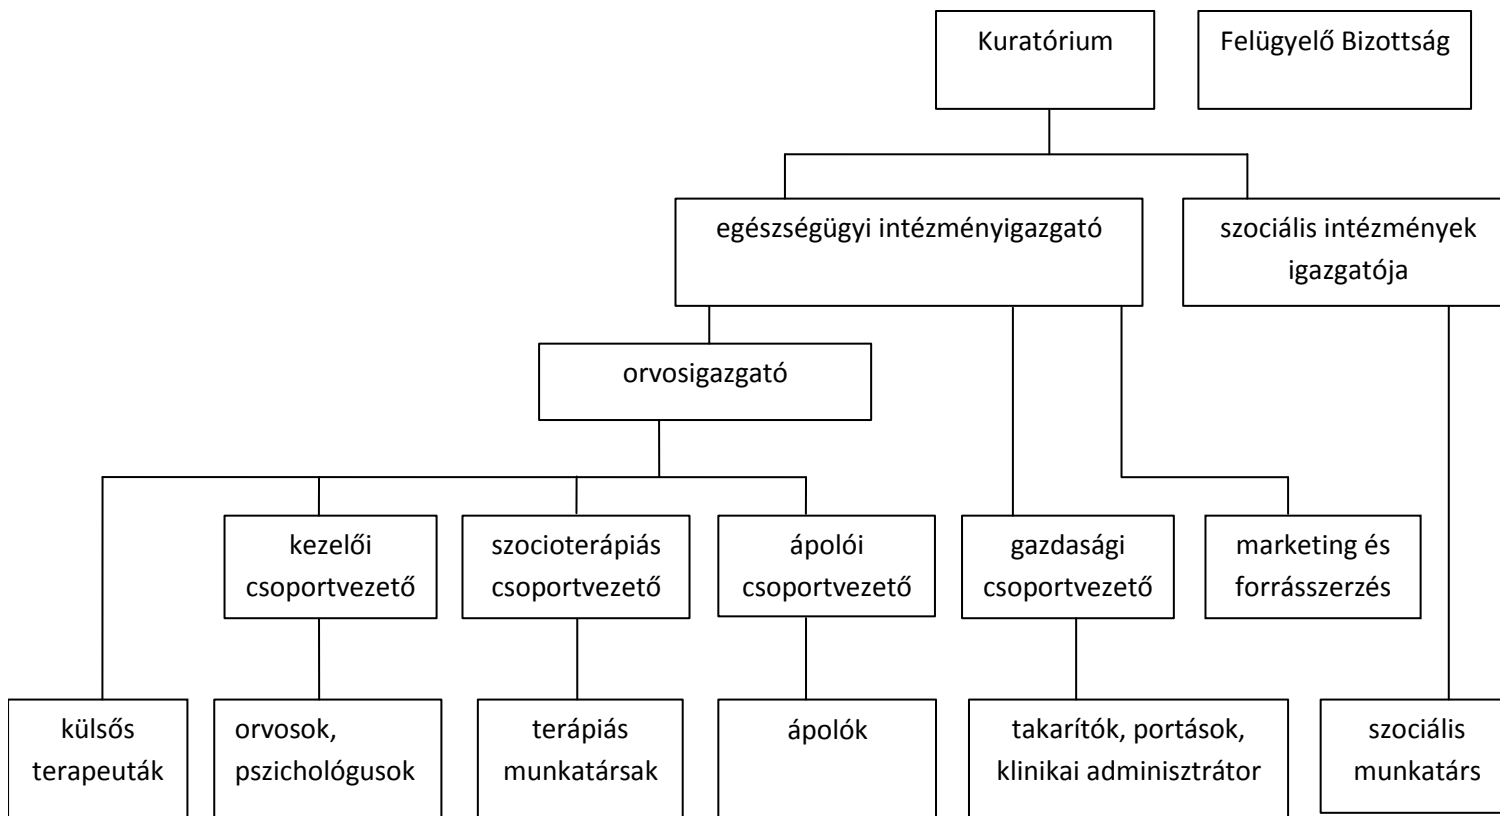 Kuratórium
Felügyelő Bizottság
egészségügyi intézményigazgató
szociális intézmények
igazgatója
orvosigazgató
kezelői
csoportvezető
szocioterápiás
csoportvezető
ápolói
csoportvezető
gazdasági
csoportvezető
marketing és
forrásszerzés
külsős
terapeuták
orvosok,
pszichológusok
terápiás
munkatársak
ápolók
takarítók, portások,
klinikai adminisztrátor
szociális
munkatárs